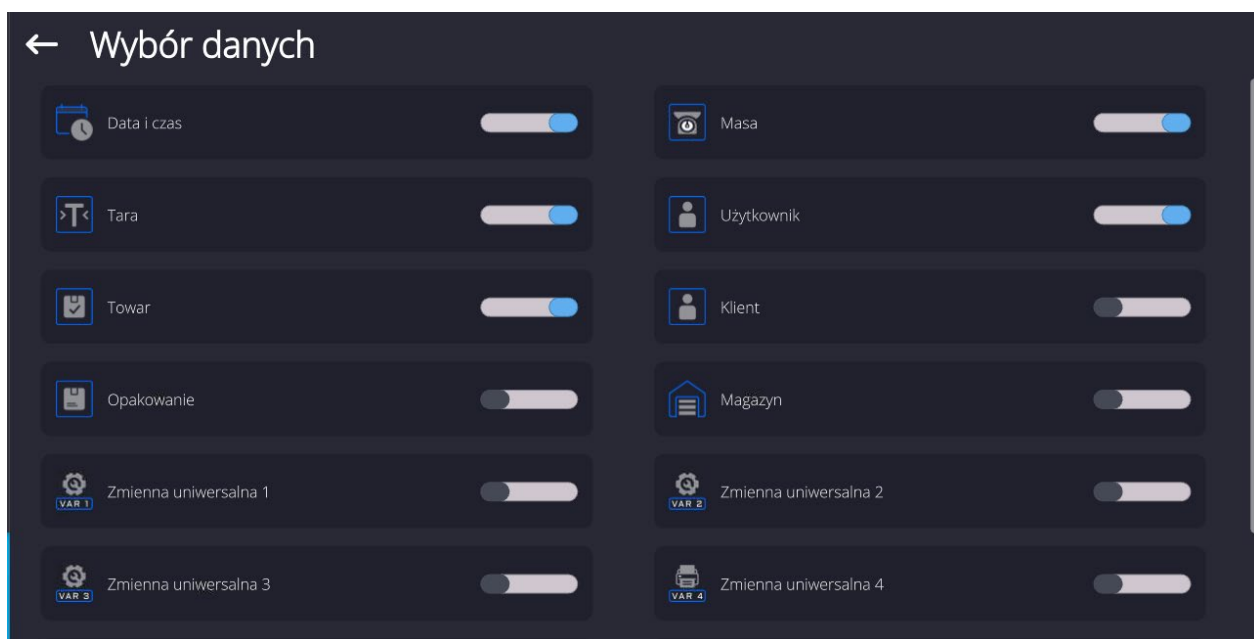 Wybór danych
Data i czas
Masa
>T<
Tara
Użytkownik
Towar
Klient
Opakowanie
Magazyn
VAR 1
Zmienna uniwersalna 1
VAR 2
Zmienna uniwersalna 2
VAR 3
Zmienna uniwersalna 3
VAR 4
Zmienna uniwersalna 4